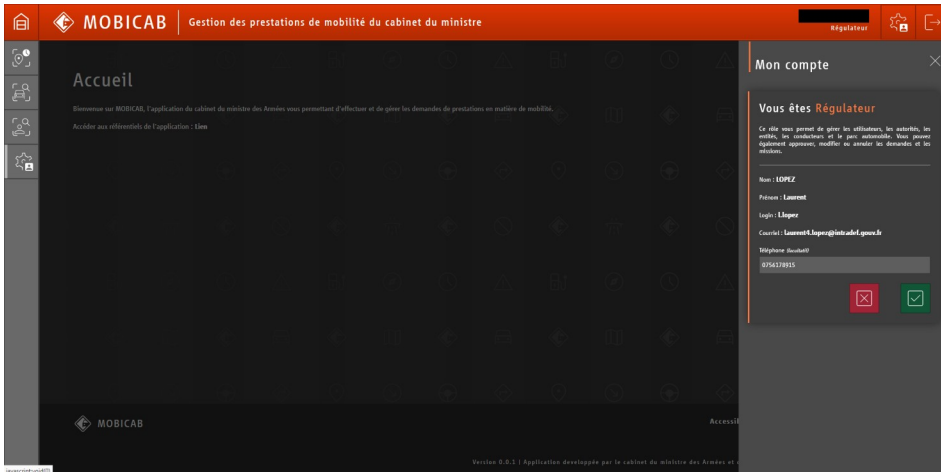 MOBICAB
Gestion des prestations de mobilité du cabinet du ministre
Régulateur
Accueil
Bienvenue sur MOBICAB, l'application du cabinet du ministre des Armées vous permettant d'effectuer et de gérer les demandes de prestations en matière de mobilité.
Accéder aux référentiels de l'application : Lien
Mon compte
Vous êtes Régulateur
Ce rôle vous permet de gérer les utilisateurs, les autorités, les
entités, les conducteurs et le parc automobile. Vous pouvez
également approuver, modifier ou annuler les demandes et les
missions.
Nom : LOPEZ
Prénom : Laurent
Login : l.lopez
Courriel : laurent4.lopez@intradef.gouv.fr
Téléphone (facultatif)
0756178915
MOBICAB
Accessil
Version 0.0.1 | Application developpée par le cabinet du ministre des Armées et